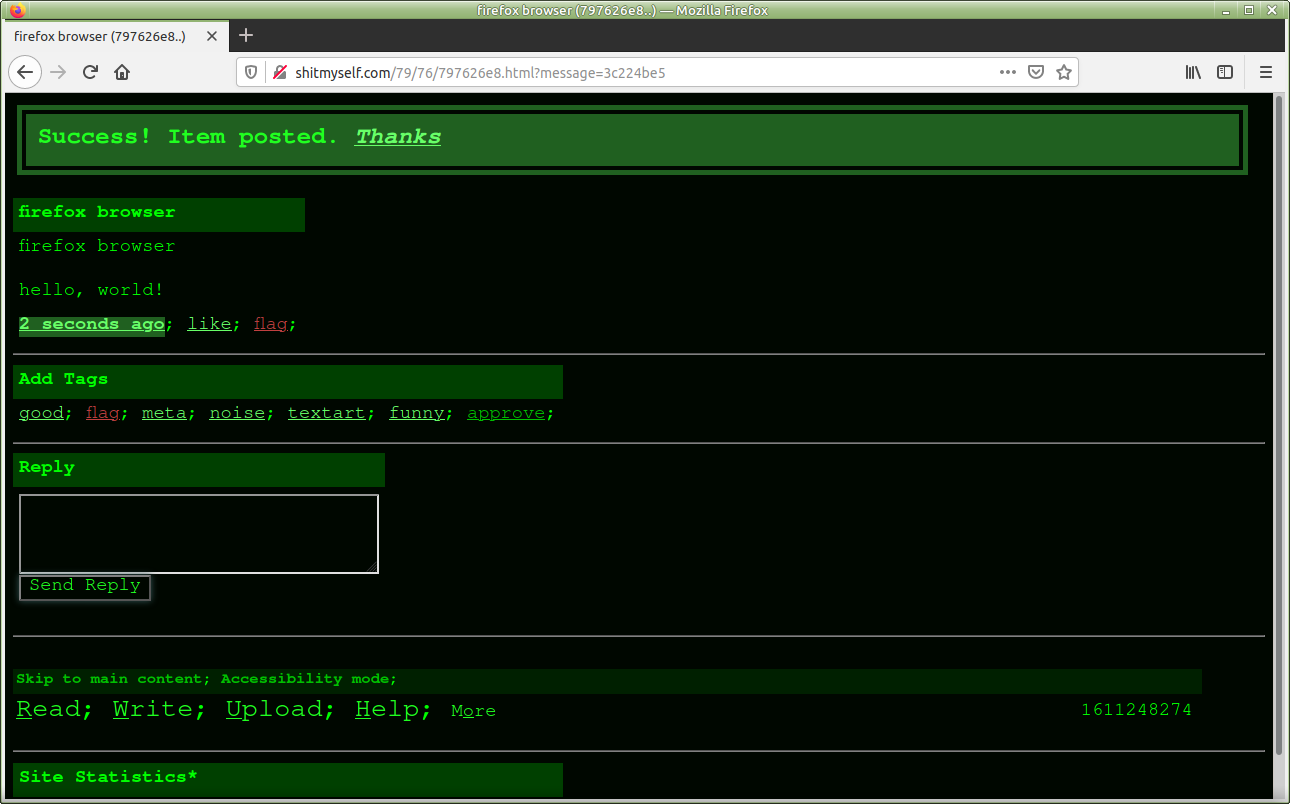 firefox browser (797626e8..) — Mozilla Firefox
firefox browser (797626e8..)
shitmyself.com/79/76/797626e8.html?message=3c224be5
Success! Item posted. Thanks
firefox browser
firefox browser
hello, world!
2 seconds ago; like; flag;
Add Tags
good; flag; meta; noise; textart; funny; approve;
Reply
Send Reply
Skip to main content; Accessibility mode;
Read; Write; Upload; Help; More 1611248274
Site Statistics*